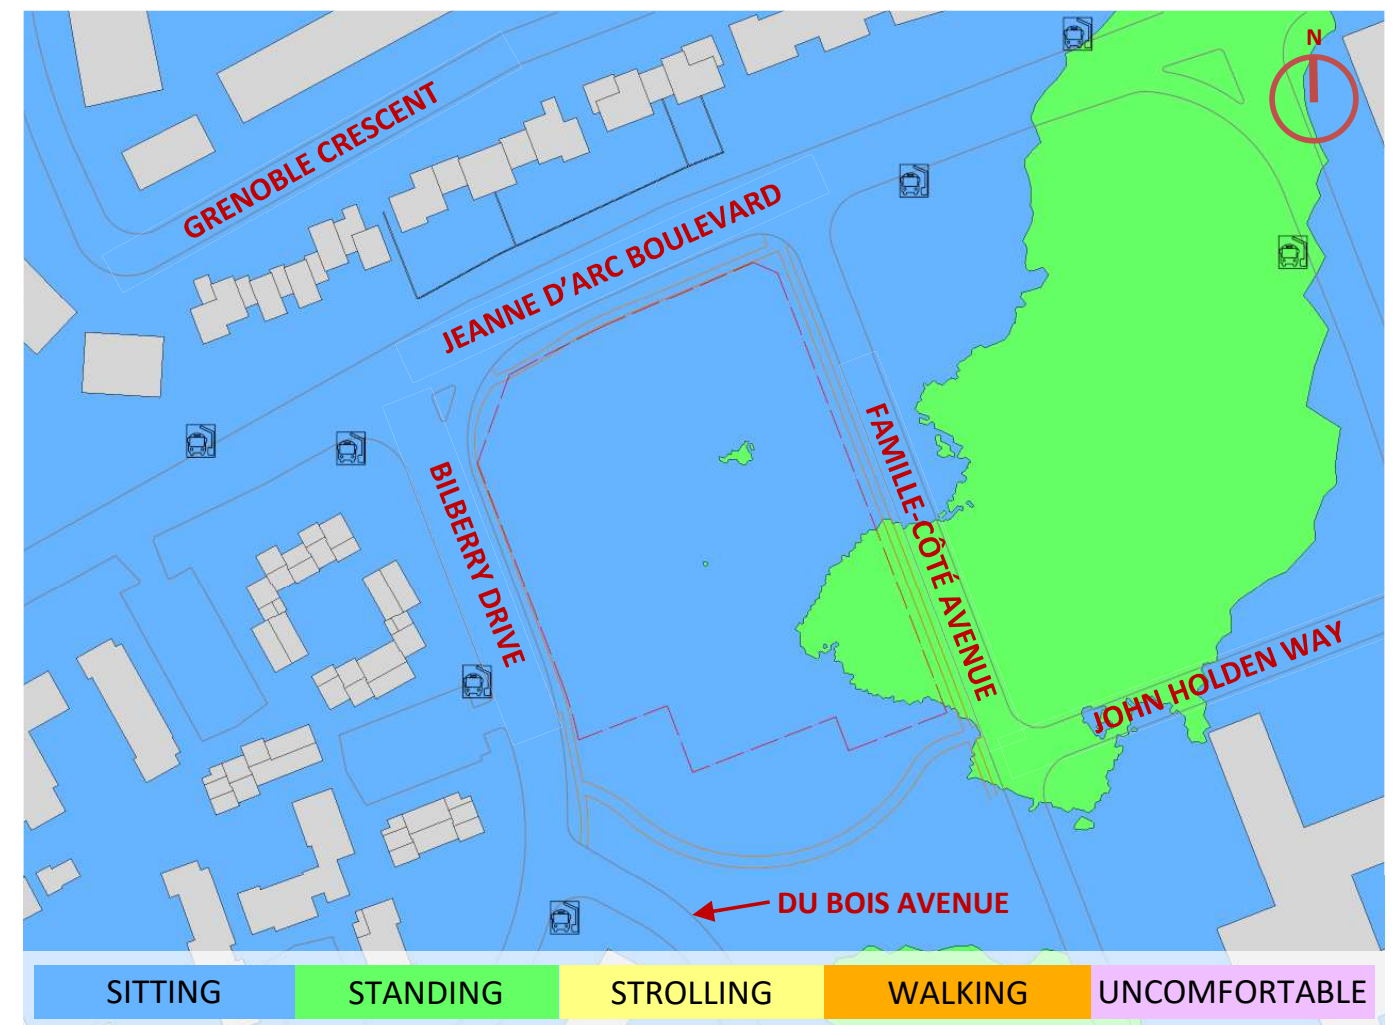 N
GRENOBLE CRESCENT
JEANNE D’ARC BOULEVARD
FAMILLE-CÔTÉ AVENUE
BILBERRY DRIVE
JOHN HOLDEN WAY
DU BOIS AVENUE
SITTING
STANDING
STROLLING
WALKING
UNCOMFORTABLE